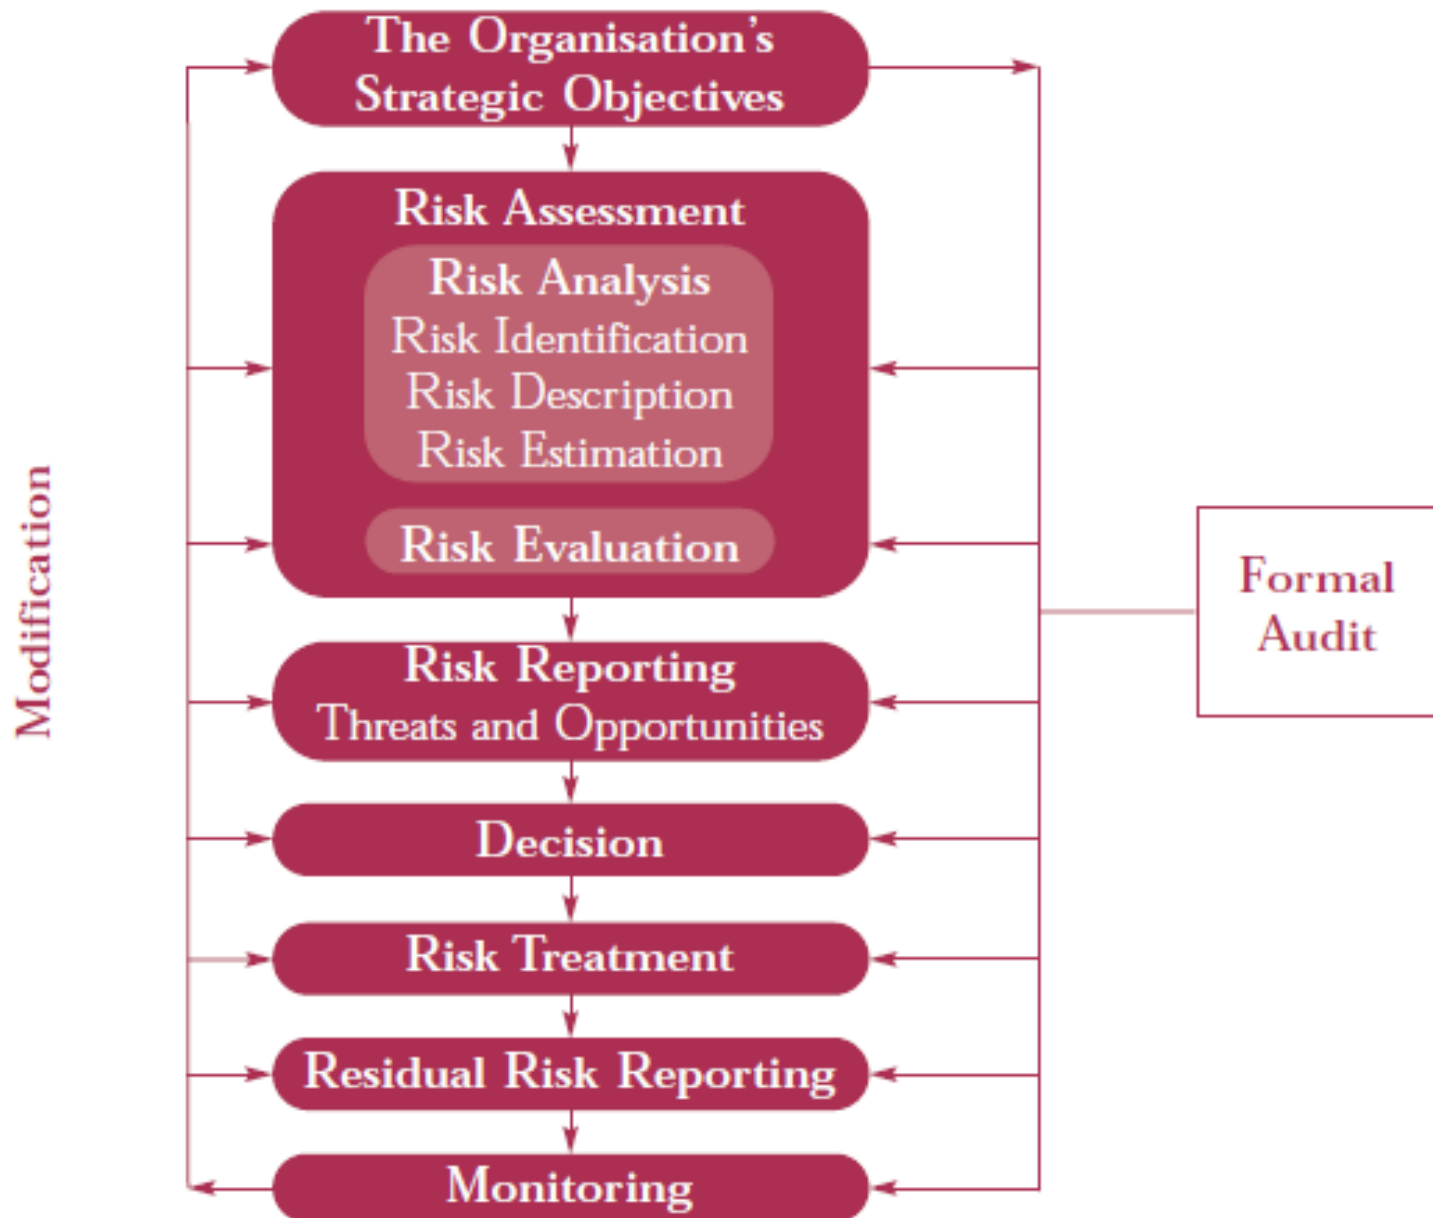 The Organisation's
Strategic Objectives
Risk Assessment
Risk Analysis
Risk Identification
Risk Description
Risk Estimation
Risk Evaluation
Risk Reporting
Threats and Opportunities
Decision
Risk Treatment
Residual Risk Reporting
Monitoring
Modification
Formal
Audit